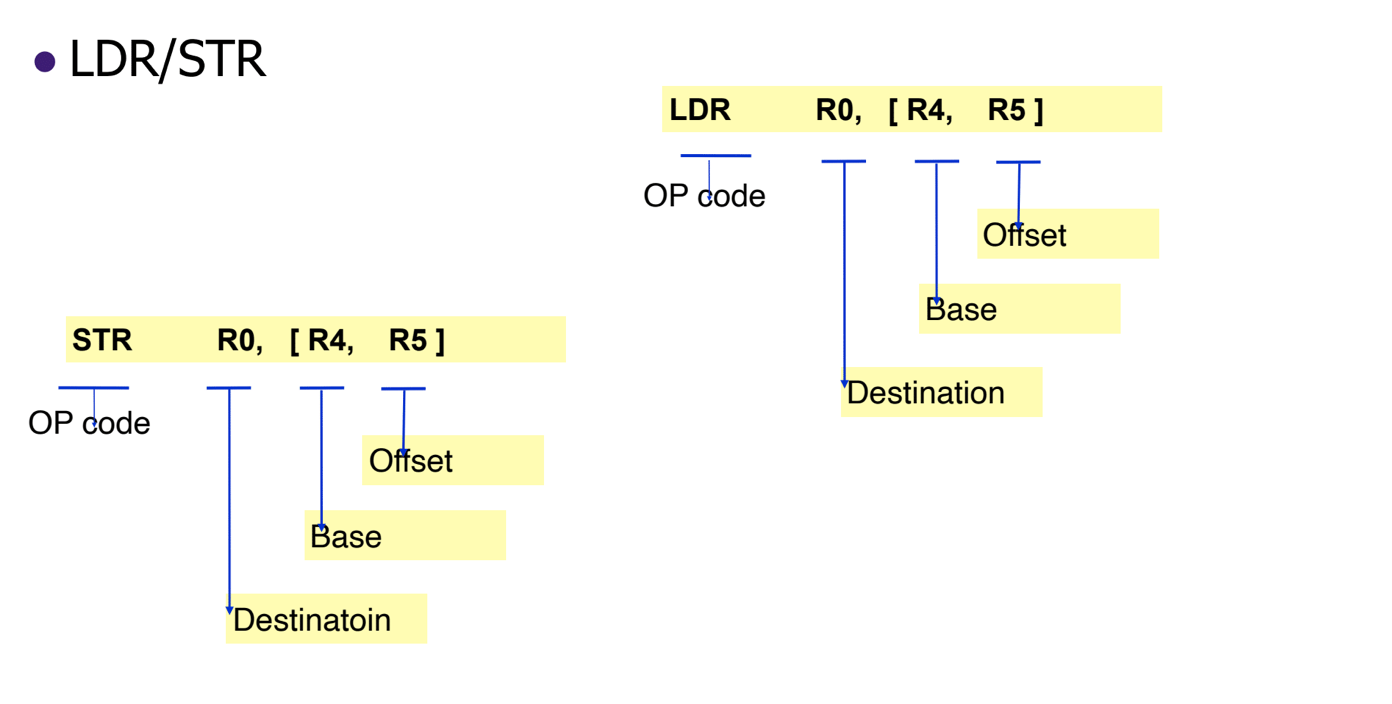 LDR/STR
LDR R0, [ R4, R5 ]
OP code
Offset
Base
Destination
STR R0, [ R4, R5 ]
OP code
Offset
Base
Destinatoin